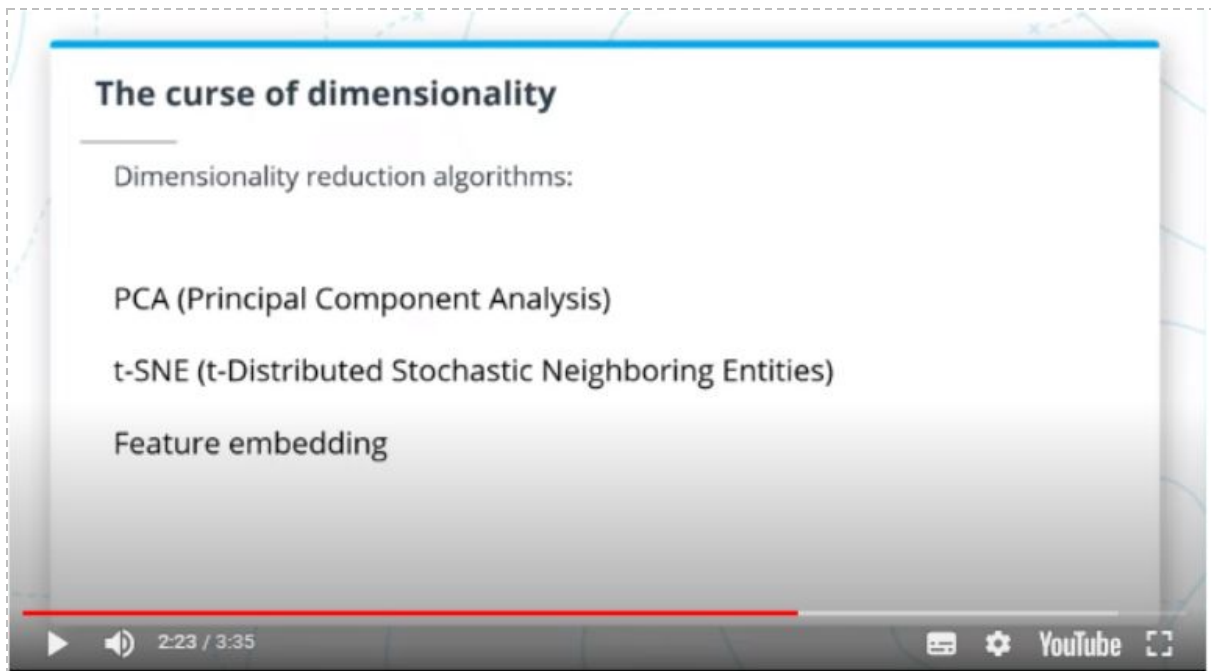 The curse of dimensionality
Dimensionality reduction algorithms:
PCA (Principal Component Analysis)
t-SNE (t-Distributed Stochastic Neighboring Entities)
Feature embedding
2:23 / 3:35
YouTube